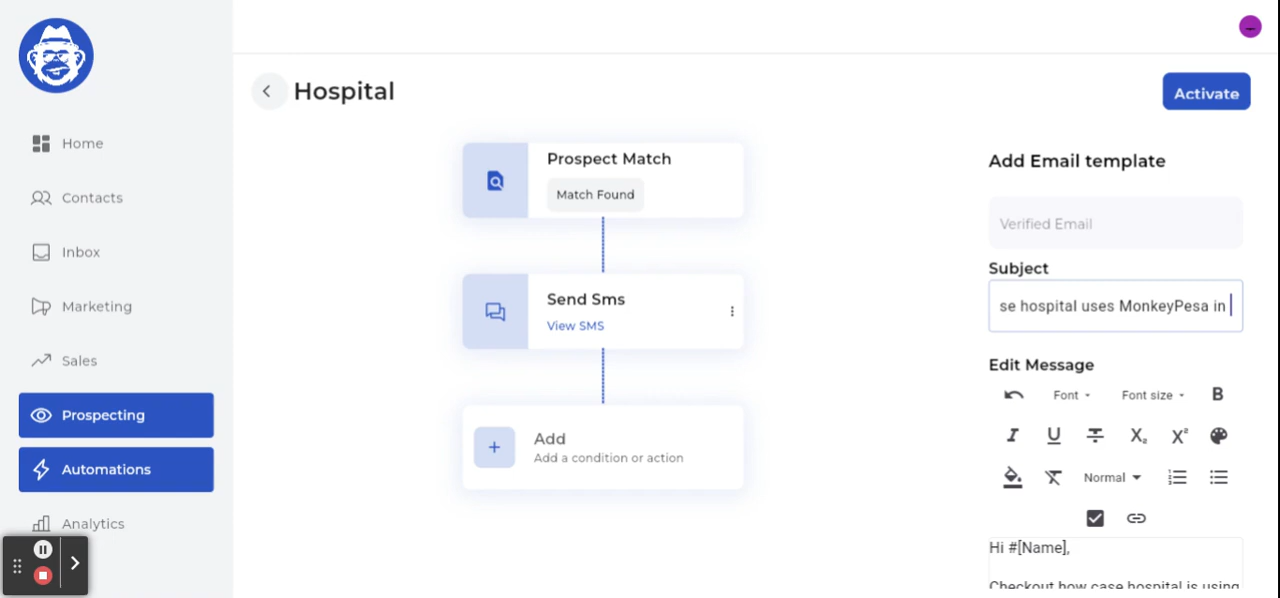 Home
Contacts
Inbox
Marketing
Sales
Prospecting
Automations
Analytics
Hospital
Activate
Prospect Match
Match Found
Send Sms
View SMS
Add
Add a condition or action
Add Email template
Verified Email
Subject
se hospital uses MonkeyPesa in
Edit Message
Font
Font size
B
I
U
T
X₂
X²
Normal
Hi #[Name],
Checkout how case hospital is using